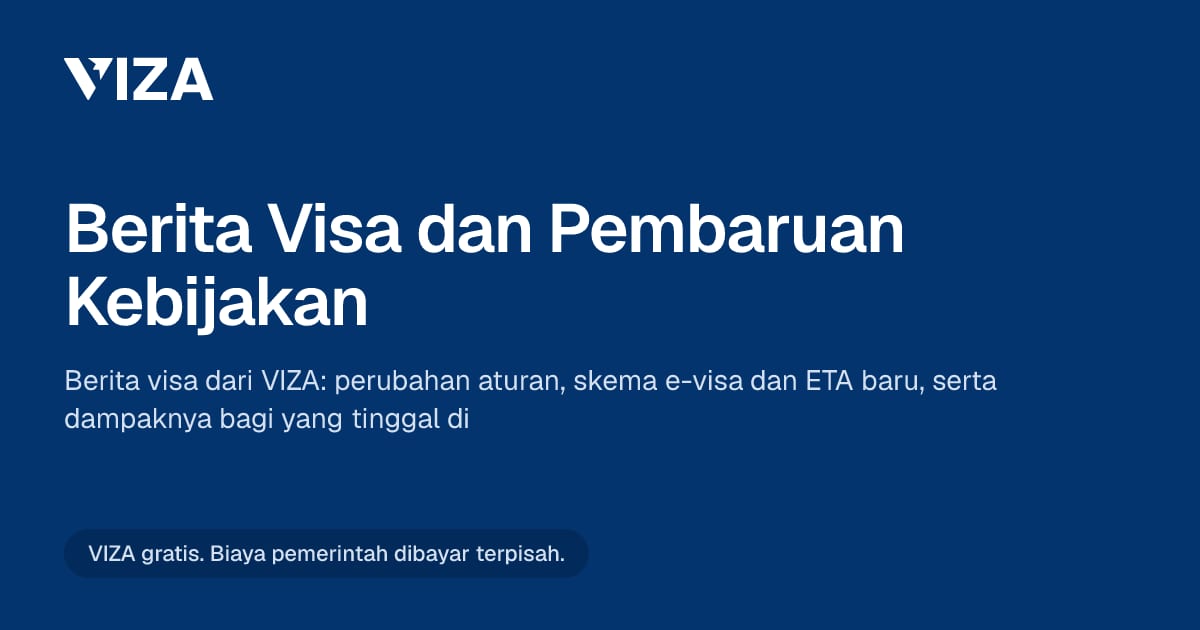 VIZA
Berita Visa dan Pembaruan
Kebijakan
Berita visa dari VIZA: perubahan aturan, skema e-visa dan ETA baru, serta
dampaknya bagi yang tinggal di
VIZA gratis. Biaya pemerintah dibayar terpisah.